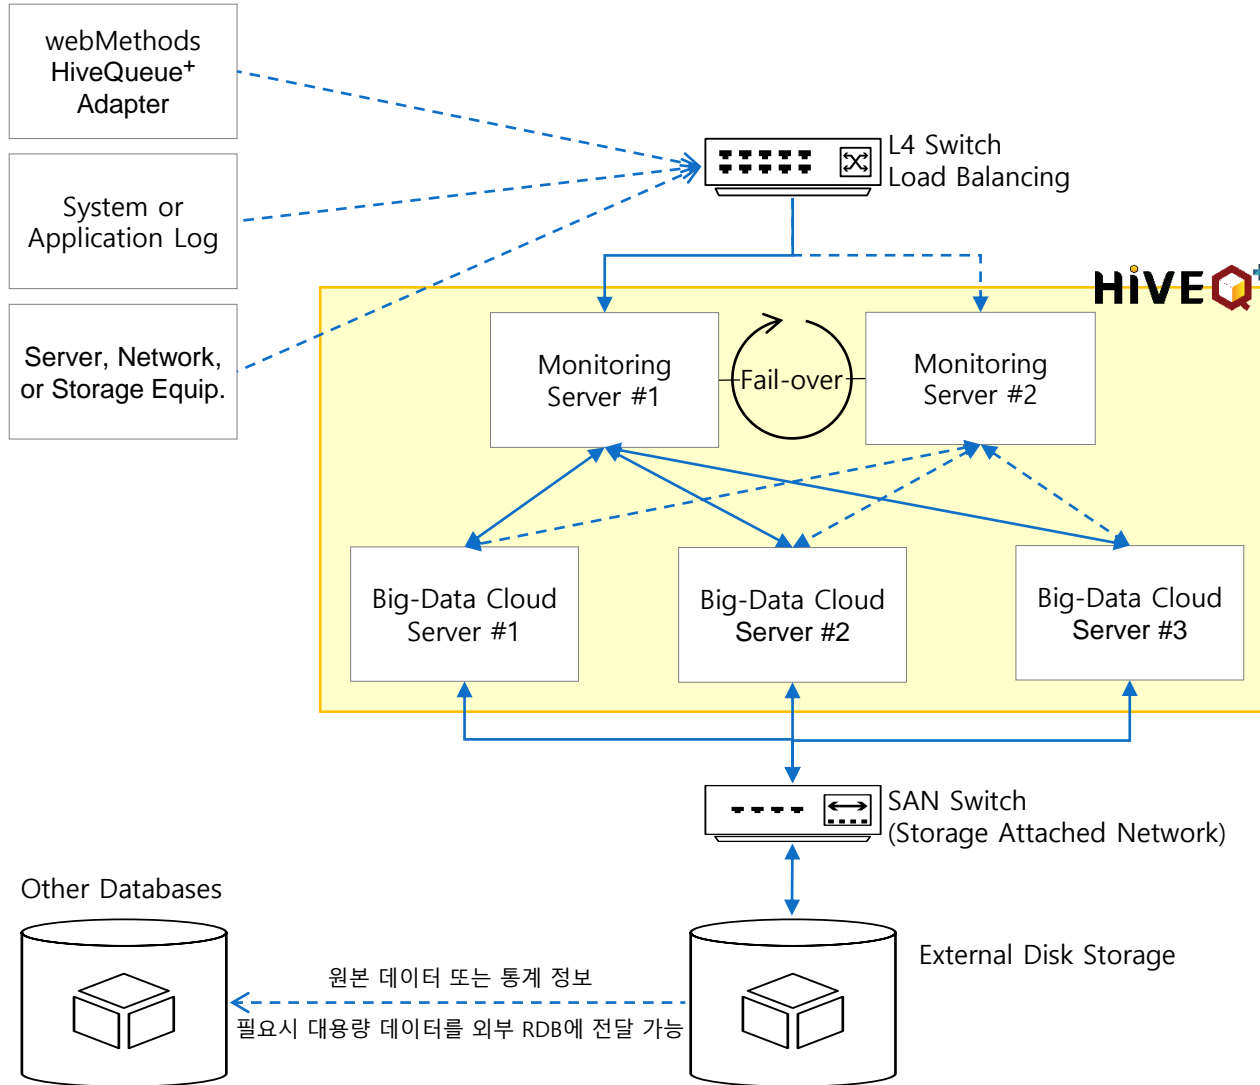 webMethods
HiveQueue+
Adapter
System or
Application Log
Server, Network,
or Storage Equip.
L4 Switch
Load Balancing
HiVE Q+
Monitoring
Server #1
Fail-over
Monitoring
Server #2
Big-Data Cloud
Server #1
Big-Data Cloud
Server #2
Big-Data Cloud
Server #3
SAN Switch
(Storage Attached Network)
Other Databases
External Disk Storage
원본 데이터 또는 통계 정보
필요시 대용량 데이터를 외부 RDB에 전달 가능